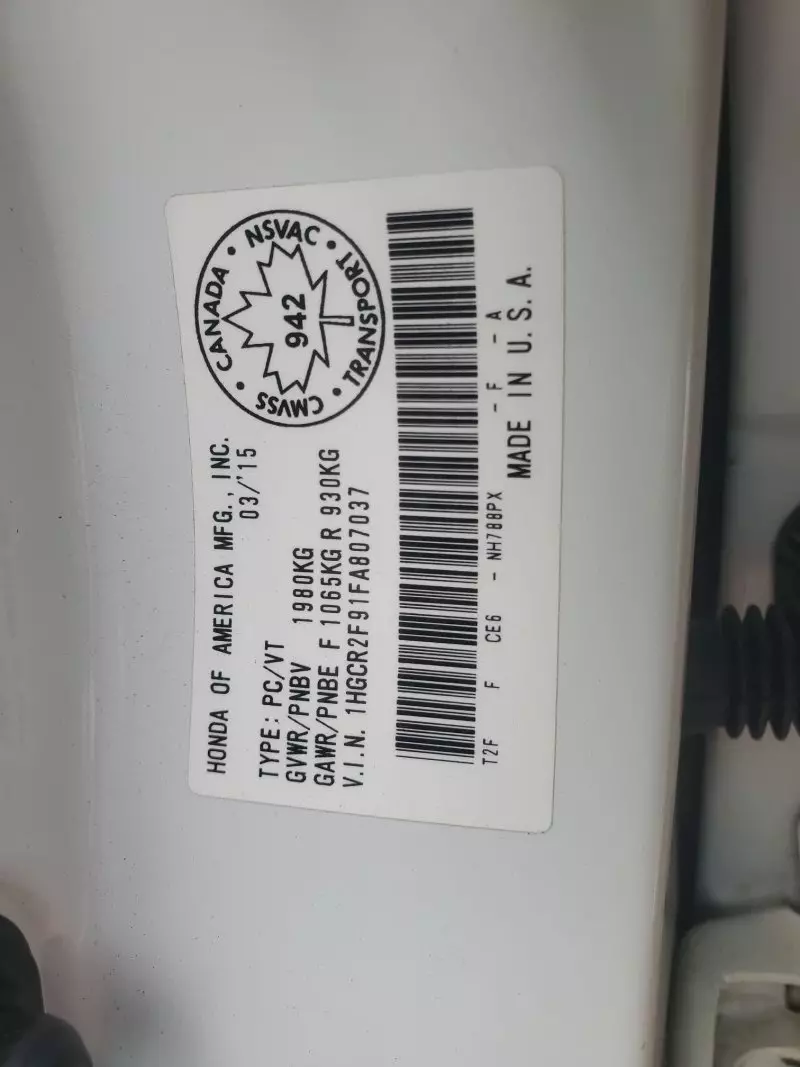 HONDA OF AMERICA MFG., INC.
03/'15
TYPE: PC/VT
GVWR/PNBV 1980KG
GAWR/PNBE F 1065KG R 930KG
V.I.N. 1HGCR2F91FA807037
CANADA • NSVAC • TRANSPORT • CMVSS •
942
T2F F CE6 - NH788PX - F - A
MADE IN U.S.A.